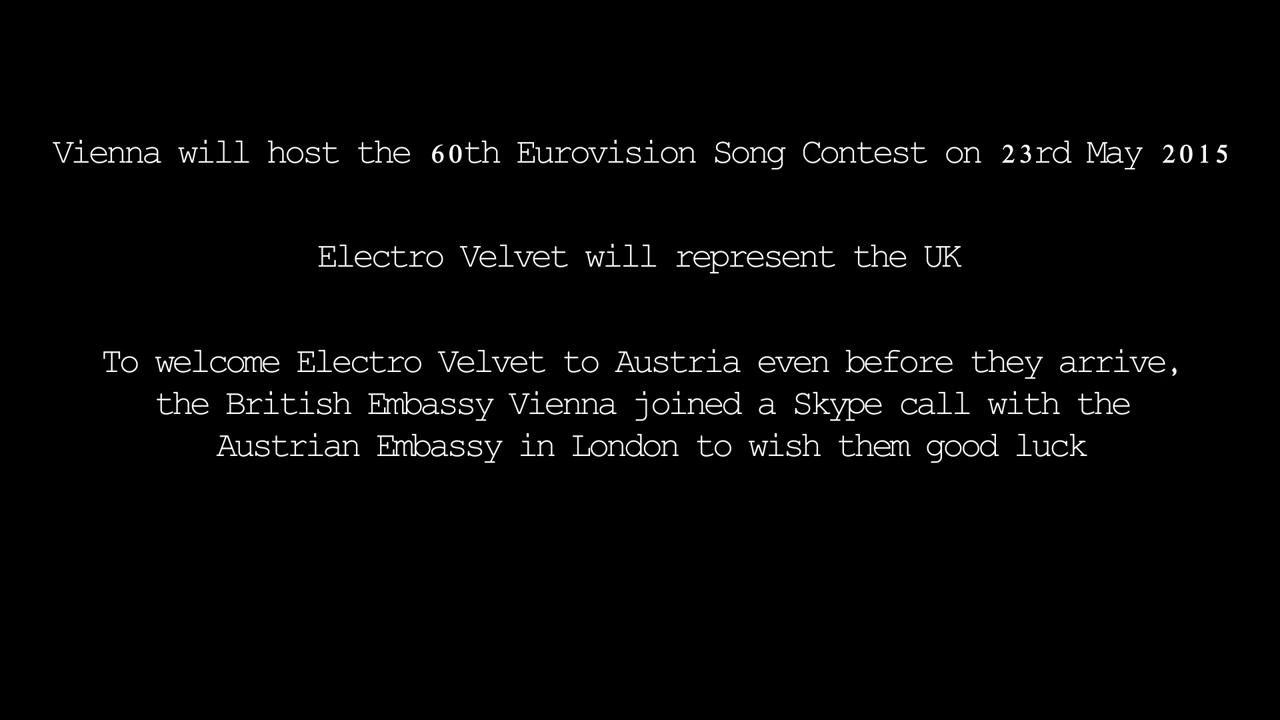 Vienna will host the 60th Eurovision Song Contest on 23rd May 2015
Electro Velvet will represent the UK
To welcome Electro Velvet to Austria even before they arrive,
the British Embassy Vienna joined a Skype call with the
Austrian Embassy in London to wish them good luck